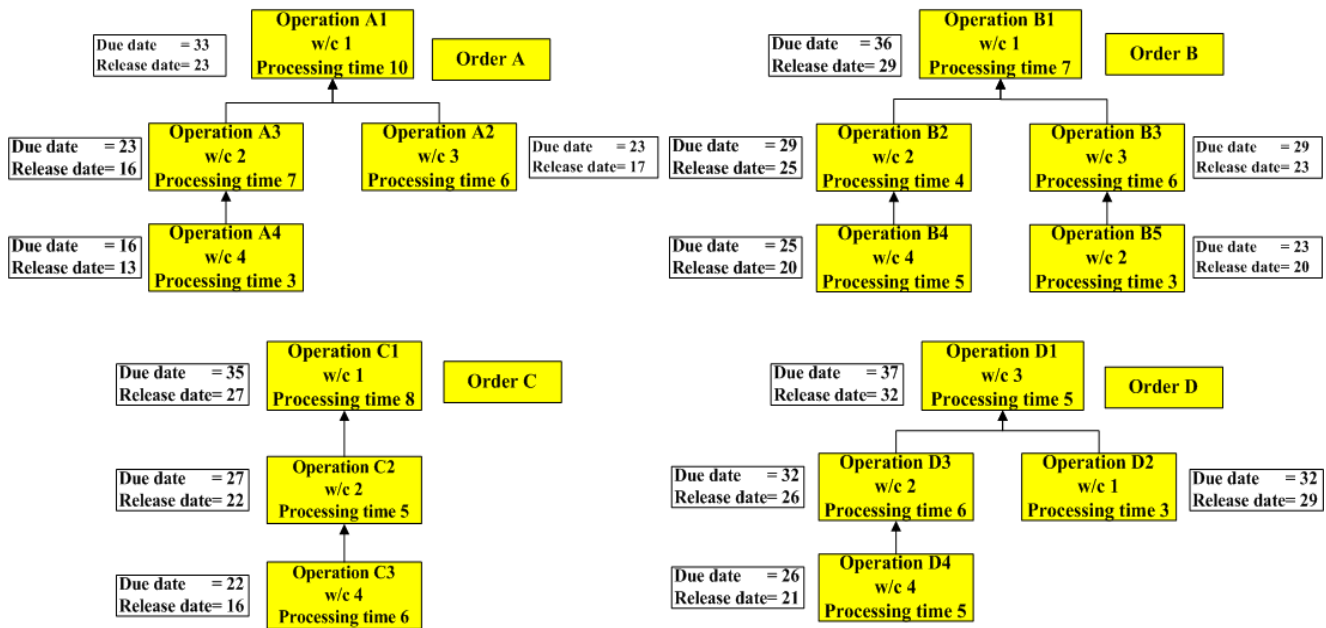 Operation A1
w/c 1
Processing time 10
Due date = 33
Release date= 23
Order A
Operation A3
w/c 2
Processing time 7
Due date = 23
Release date= 16
Operation A2
w/c 3
Processing time 6
Due date = 23
Release date= 17
Operation A4
w/c 4
Processing time 3
Due date = 16
Release date= 13
Operation B1
w/c 1
Processing time 7
Due date = 36
Release date= 29
Order B
Operation B2
w/c 2
Processing time 4
Due date = 29
Release date= 25
Operation B3
w/c 3
Processing time 6
Due date = 29
Release date= 23
Operation B4
w/c 4
Processing time 5
Due date = 25
Release date= 20
Operation B5
w/c 2
Processing time 3
Due date = 23
Release date= 20
Operation C1
w/c 1
Processing time 8
Due date = 35
Release date= 27
Order C
Operation C2
w/c 2
Processing time 5
Due date = 27
Release date= 22
Operation C3
w/c 4
Processing time 6
Due date = 22
Release date= 16
Operation D1
w/c 3
Processing time 5
Due date = 37
Release date= 32
Order D
Operation D3
w/c 2
Processing time 6
Due date = 32
Release date= 26
Operation D2
w/c 1
Processing time 3
Due date = 32
Release date= 29
Operation D4
w/c 4
Processing time 5
Due date = 26
Release date= 21